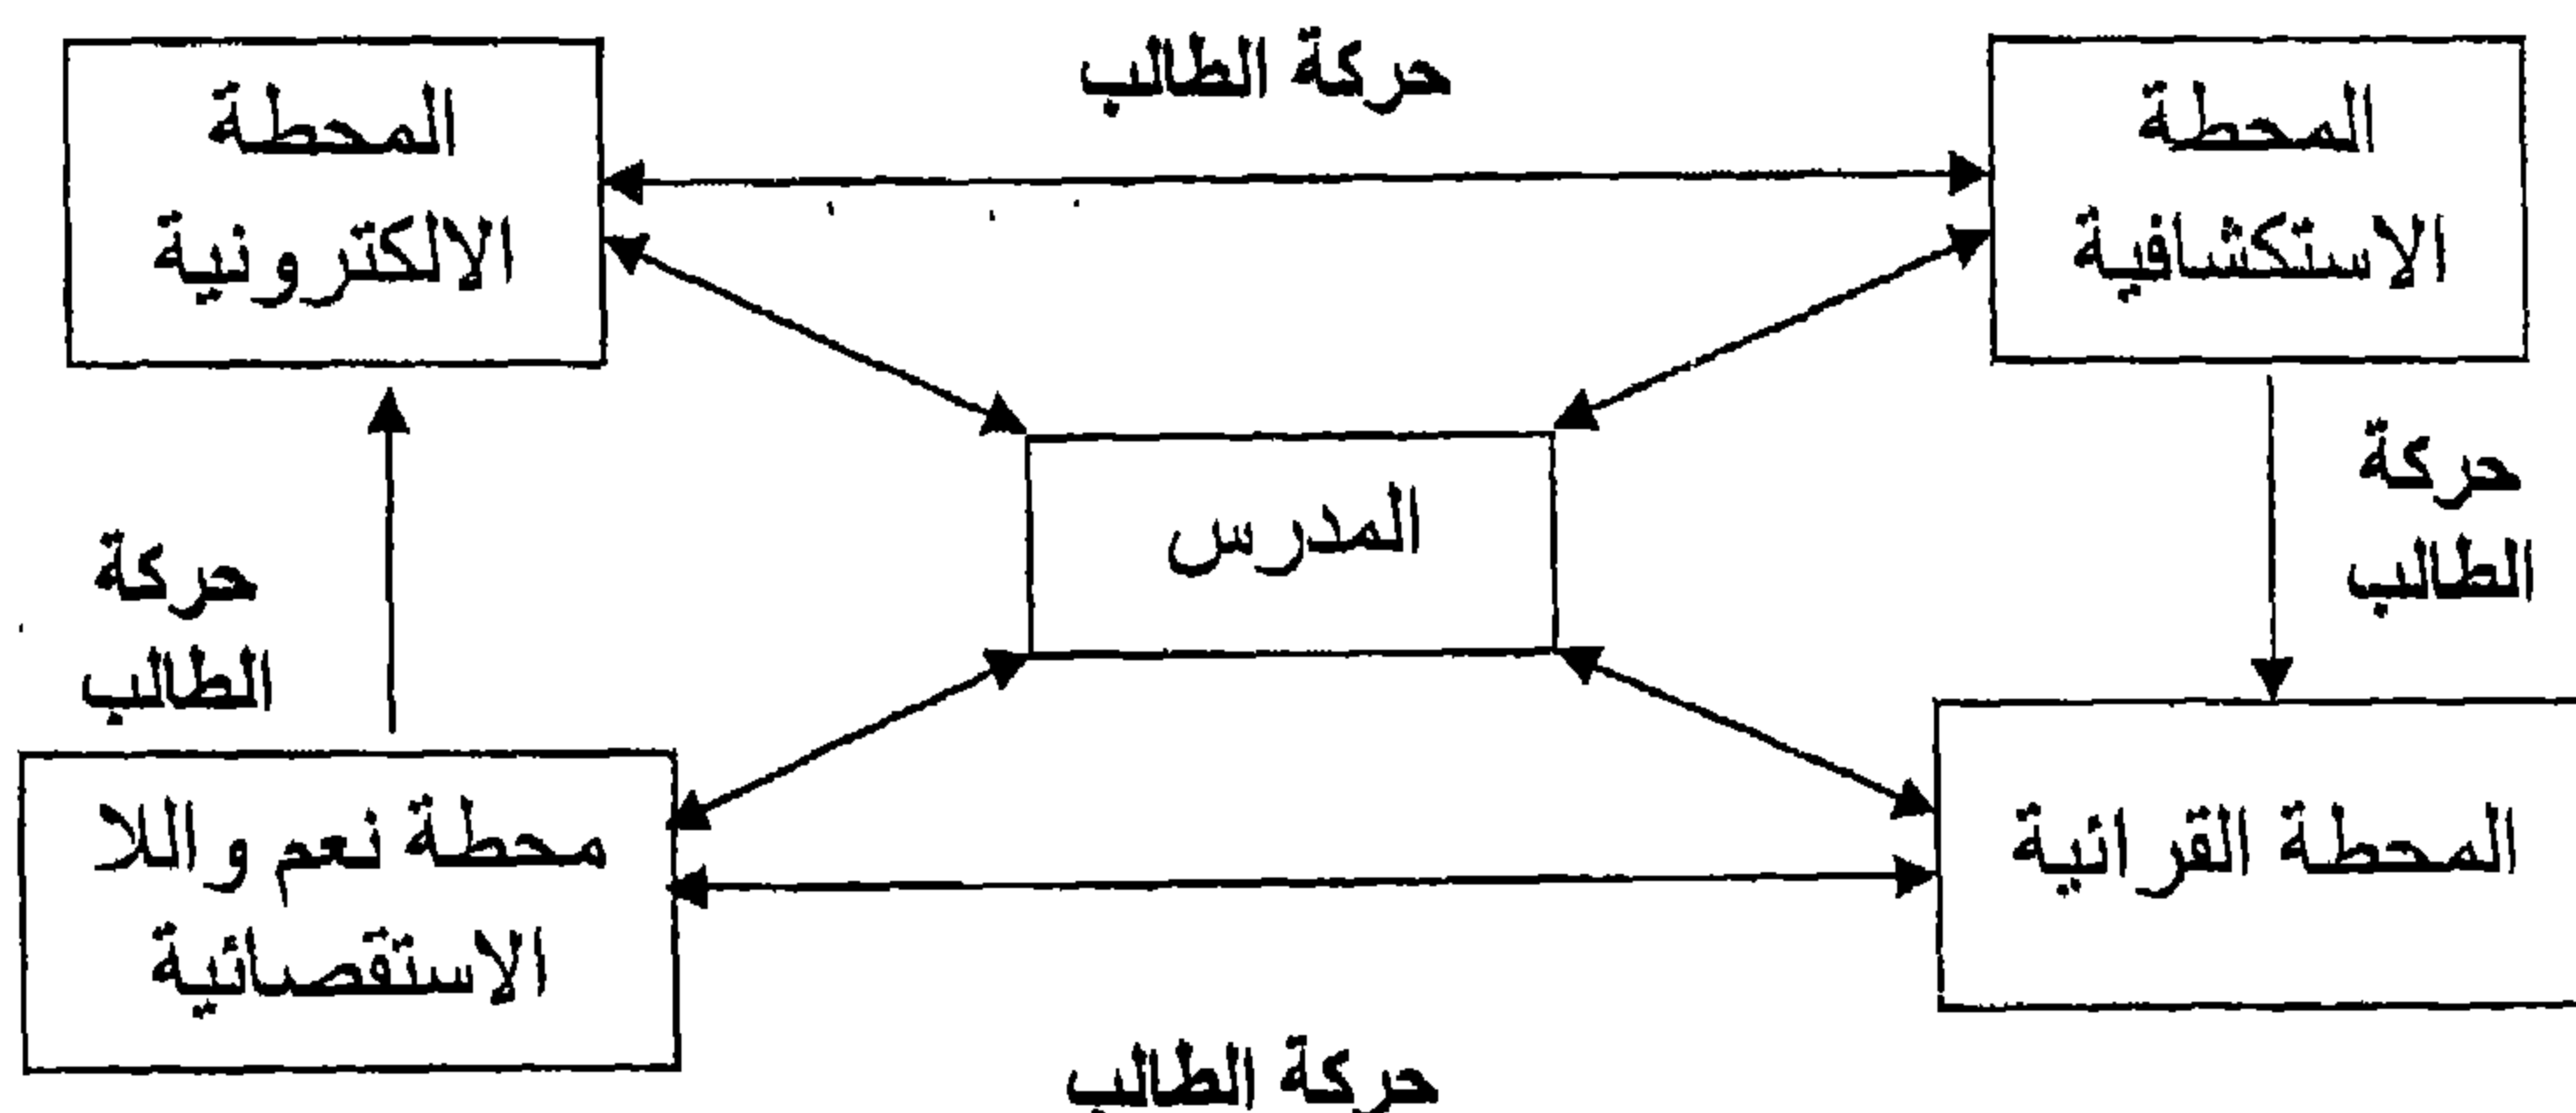 حركة الطالب
المحطة
الاستكشافية
المحطة
الالكترونية
حركة
الطالب
المدرس
حركة
الطالب
المحطة القرائية
محطة نعم واللا
الاستقصائية
حركة الطالب